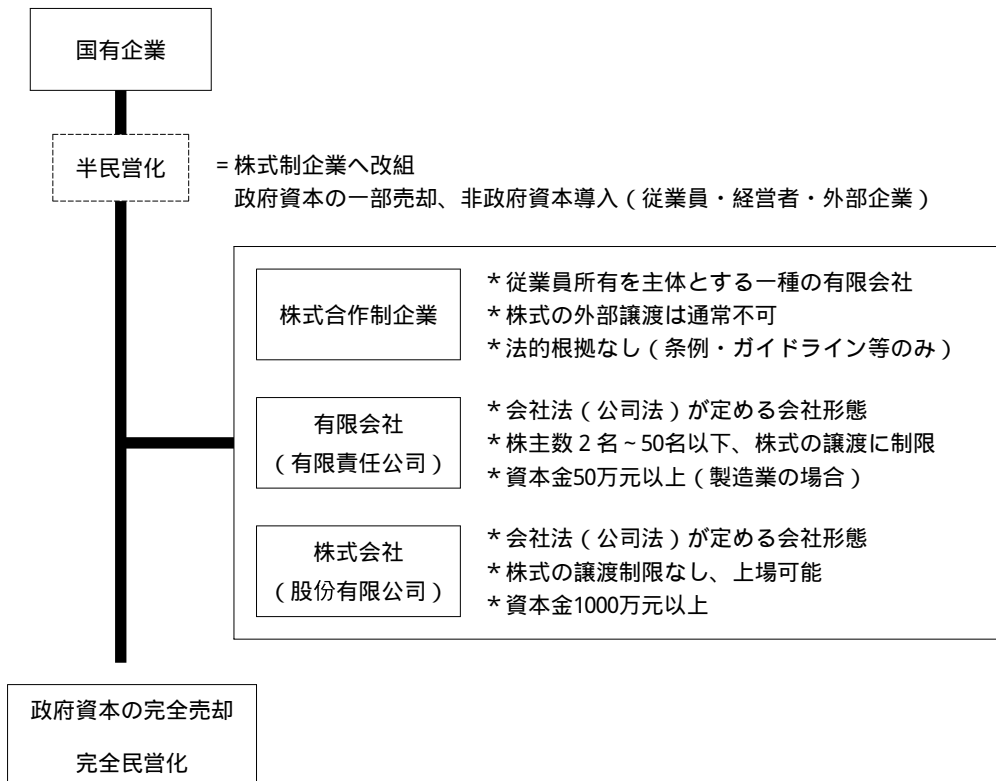 国有企業
半民営化
= 株式制企業へ改組
政府資本の一部売却、非政府資本導入（従業員・経営者・外部企業）
株式合作制企業
*従業員所有を主体とする一種の有限会社
*株式の外部譲渡は通常不可
*法的根拠なし（条例・ガイドライン等のみ）
有限会社
（有限責任公司）
*会社法（公司法）が定める会社形態
*株主数２名～50名以下、株式の譲渡に制限
*資本金50万元以上（製造業の場合）
株式会社
（股份有限公司）
*会社法（公司法）が定める会社形態
*株式の譲渡制限なし、上場可能
*資本金1000万元以上
政府資本の完全売却
完全民営化